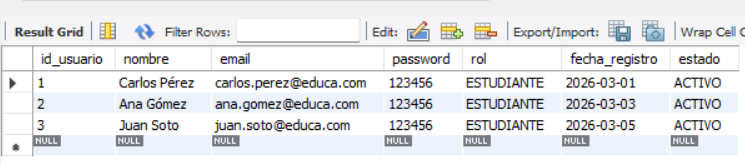 Result Grid Filter Rows: Edit: Export/Import: Wrap Cell
id_usuario nombre email password rol fecha_registro estado
1 Carlos Pérez carlos.perez@educa.com 123456 ESTUDIANTE 2026-03-01 ACTIVO
2 Ana Gómez ana.gomez@educa.com 123456 ESTUDIANTE 2026-03-03 ACTIVO
3 Juan Soto juan.soto@educa.com 123456 ESTUDIANTE 2026-03-05 ACTIVO
NULL NULL NULL NULL NULL NULL NULL